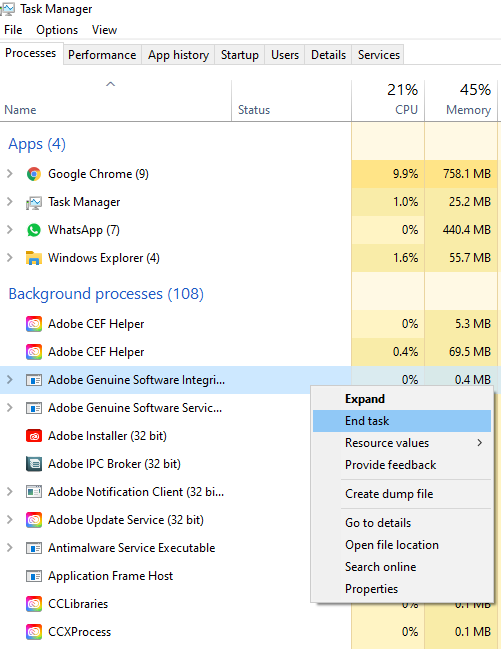 Task Manager
File Options View
Processes Performance App history Startup Users Details Services
21% 45%
Name Status CPU Memory
Apps (4)
Google Chrome (9) 9.9% 758.1 MB
Task Manager 1.0% 25.2 MB
WhatsApp (7) 0% 440.4 MB
Windows Explorer (4) 1.6% 55.7 MB
Background processes (108)
Adobe CEF Helper 0% 5.3 MB
Adobe CEF Helper 0.4% 69.5 MB
Adobe Genuine Software Integri... 0% 0.4 MB
Expand
Adobe Genuine Software Servic...
End task
Adobe Installer (32 bit)
Resource values
Adobe IPC Broker (32 bit)
Provide feedback
Adobe Notification Client (32 bi...
Create dump file
Adobe Update Service (32 bit)
Go to details
Antimalware Service Executable
Open file location
Application Frame Host
Search online
Properties
CCLibraries 0% 0.1 MB
CCXProcess 0% 0.1 MB